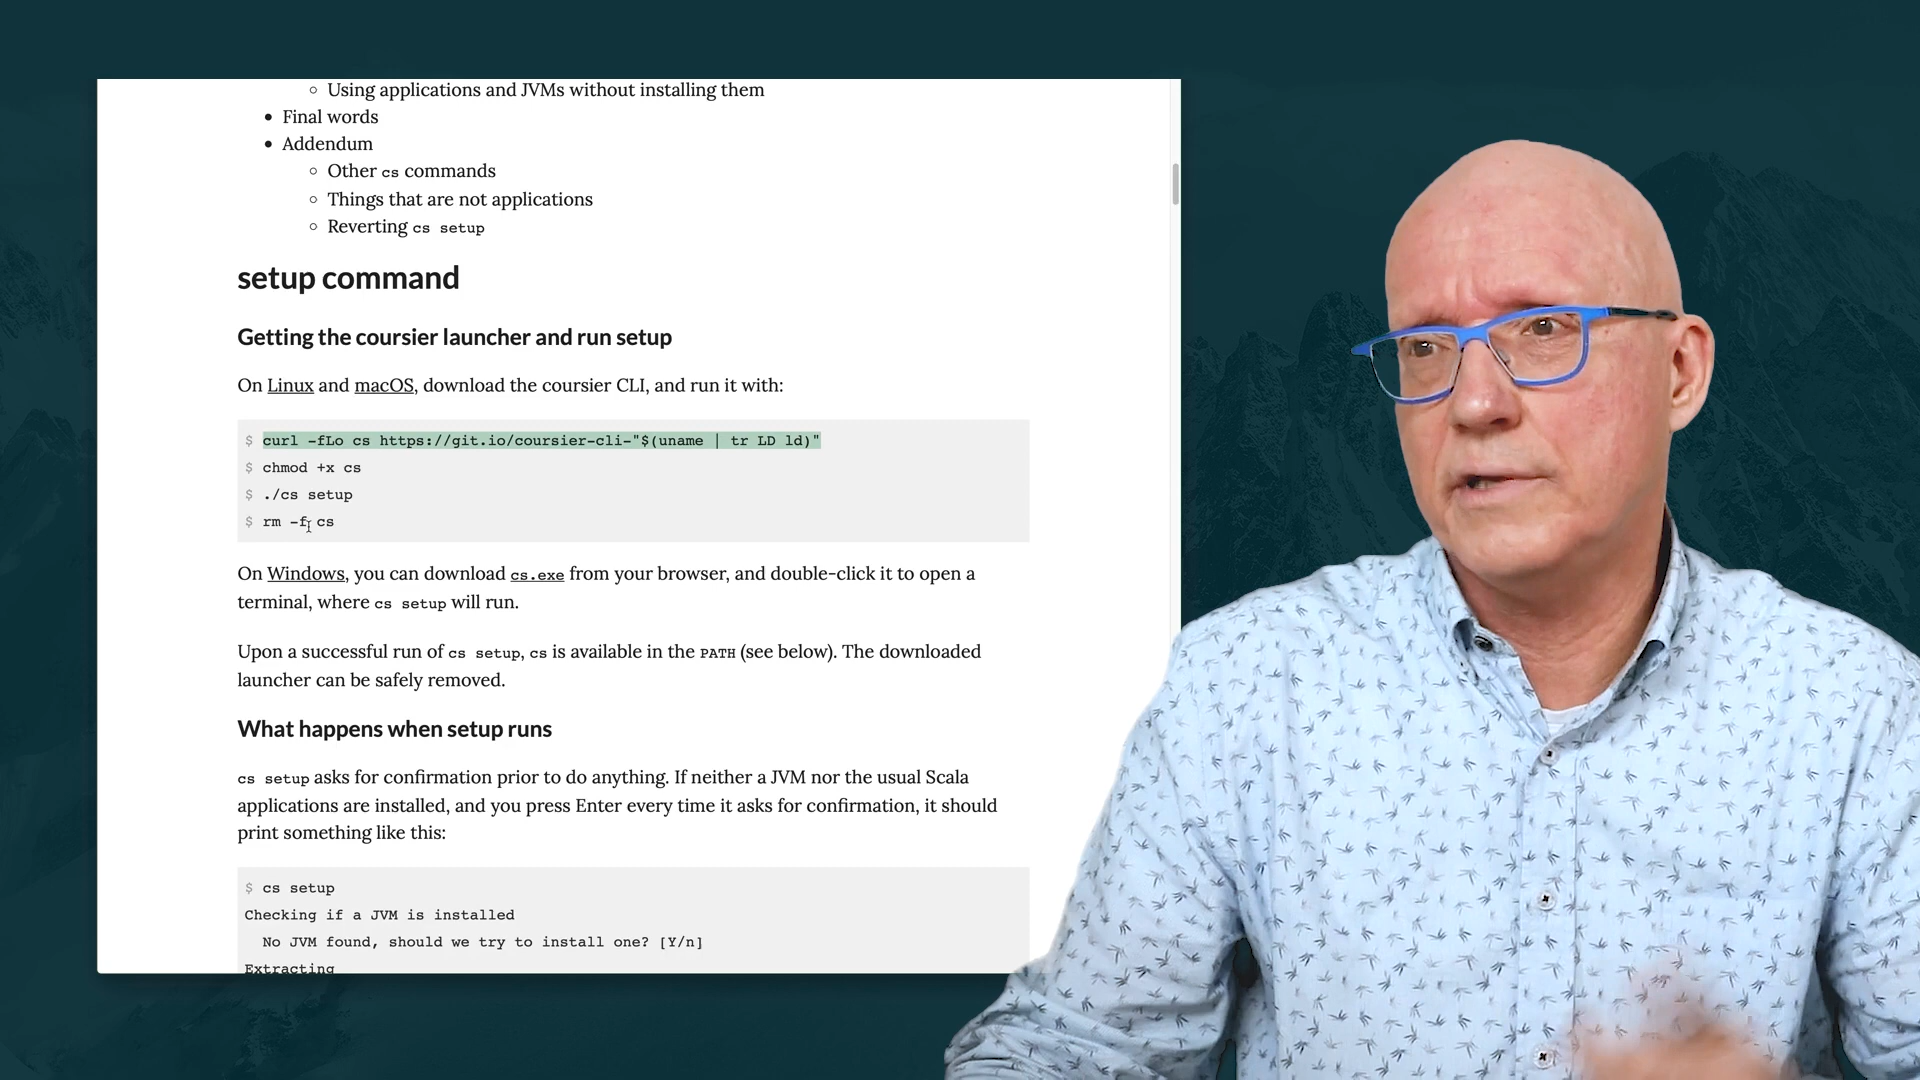 Using applications and JVMs without installing them
Final words
Addendum
Other cs commands
Things that are not applications
Reverting cs setup
setup command
Getting the coursier launcher and run setup
On Linux and macOS, download the coursier CLI, and run it with:
$ curl -fLo cs https://git.io/coursier-cli-"$(uname | tr LD ld)"
$ chmod +x cs
$ ./cs setup
$ rm -f cs
On Windows, you can download cs.exe from your browser, and double-click it to open a
terminal, where cs setup will run.
Upon a successful run of cs setup, cs is available in the PATH (see below). The downloaded
launcher can be safely removed.
What happens when setup runs
cs setup asks for confirmation prior to do anything. If neither a JVM nor the usual Scala
applications are installed, and you press Enter every time it asks for confirmation, it should
print something like this:
$ cs setup
Checking if a JVM is installed
No JVM found, should we try to install one? [Y/n]
Extracting